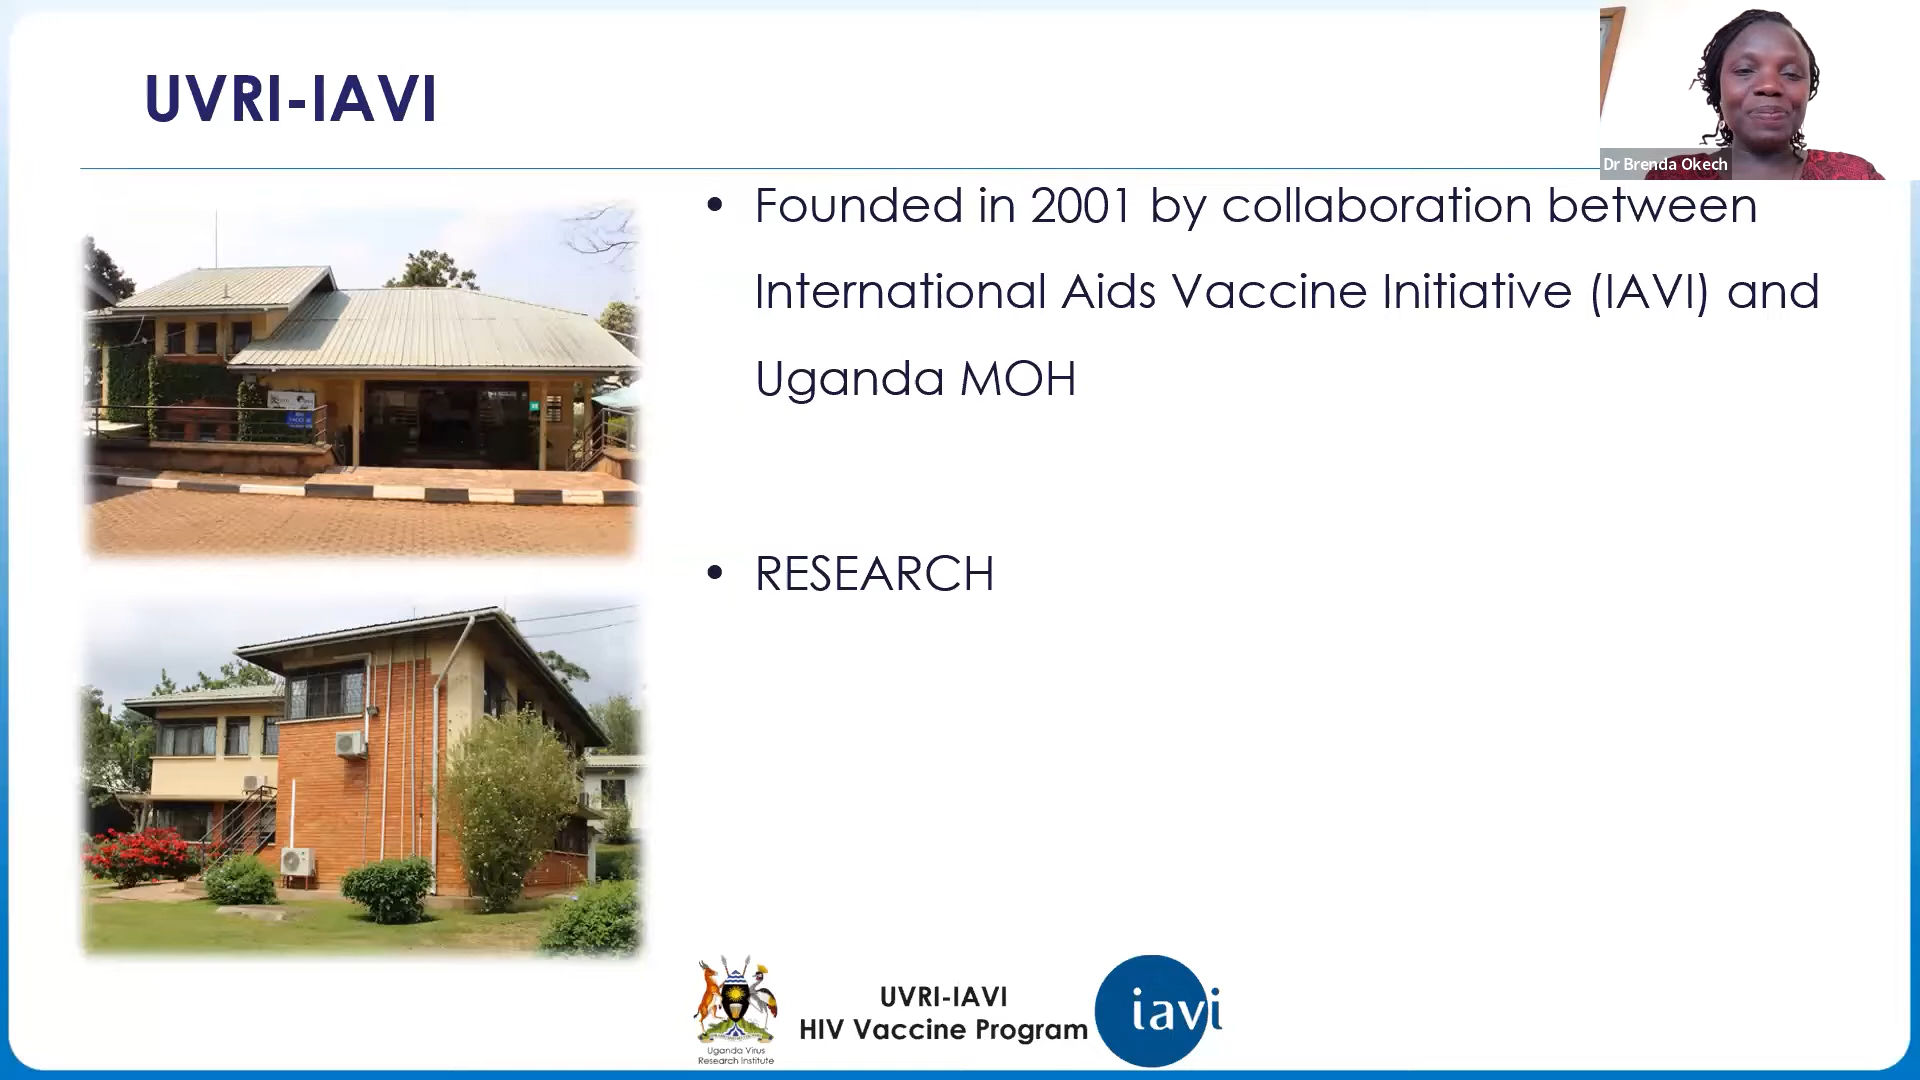 UVRI-IAVI
Dr Brenda Okech
• Founded in 2001 by collaboration between
International Aids Vaccine Initiative (IAVI) and
Uganda MOH
• RESEARCH
Uganda Virus
Research Institute
UVRI-IAVI
HIV Vaccine Program
iavi